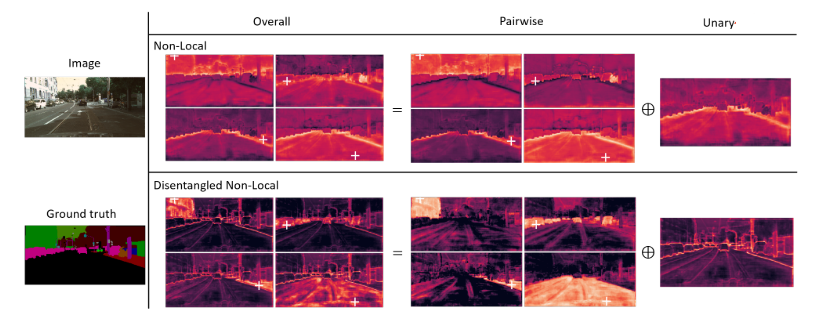 Overall Pairwise Unary.
Image
Non-Local
= ⊕
Ground truth
Disentangled Non-Local
= ⊕